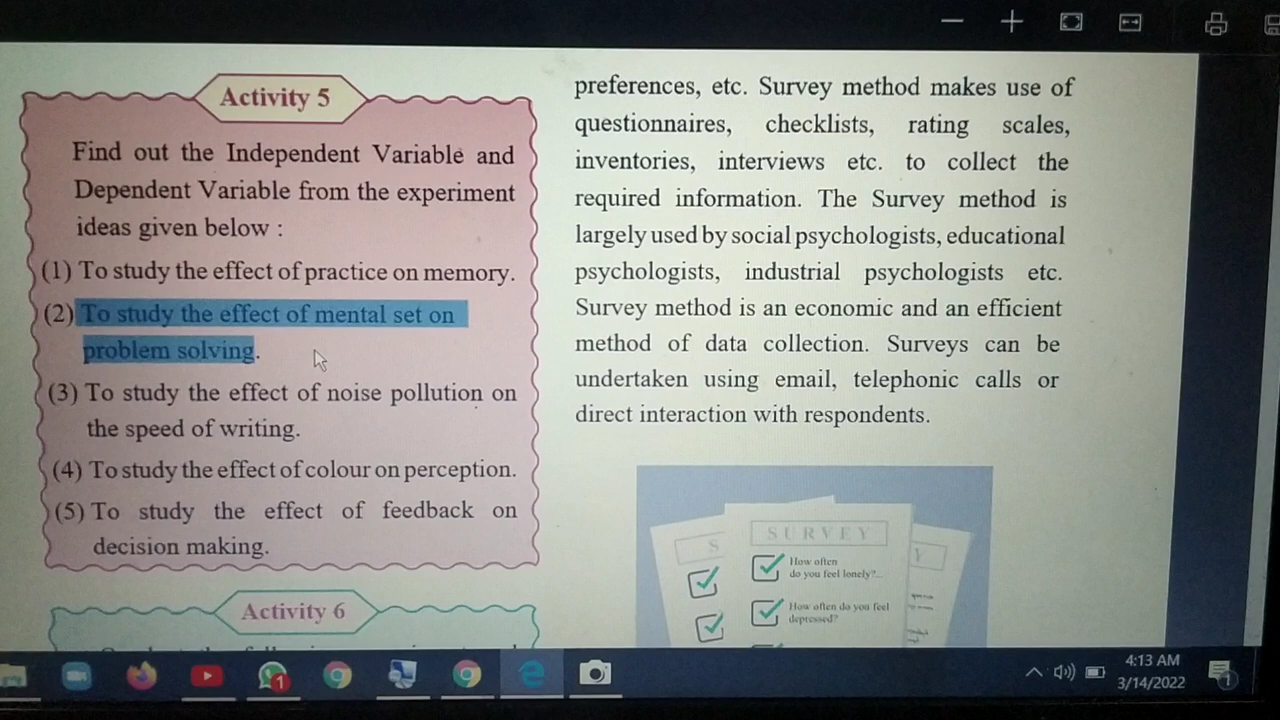 Activity 5
Find out the Independent Variable and
Dependent Variable from the experiment
ideas given below :
(1) To study the effect of practice on memory.
(2) To study the effect of mental set on
problem solving.
(3) To study the effect of noise pollution on
the speed of writing.
(4) To study the effect of colour on perception.
(5) To study the effect of feedback on
decision making.
Activity 6
preferences, etc. Survey method makes use of
questionnaires, checklists, rating scales,
inventories, interviews etc. to collect the
required information. The Survey method is
largely used by social psychologists, educational
psychologists, industrial psychologists etc.
Survey method is an economic and an efficient
method of data collection. Surveys can be
undertaken using email, telephonic calls or
direct interaction with respondents.
S
SURVEY
Y
How often
do you feel lonely?...
How often do you feel
depressed?
1
4:13 AM
3/14/2022
1